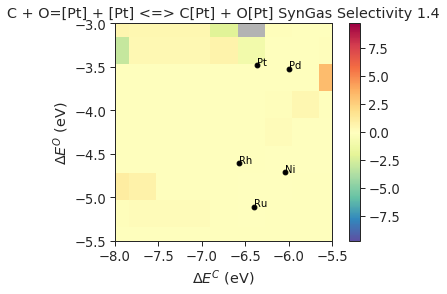 C + O=[Pt] + [Pt] <=> C[Pt] + O[Pt] SynGas Selectivity 1.4
−3.0
−3.5
−4.0
−4.5
−5.0
−5.5
ΔE^O (eV)
Pt
Pd
Rh
Ni
Ru
−8.0 −7.5 −7.0 −6.5 −6.0 −5.5
ΔE^C (eV)
7.5
5.0
2.5
0.0
−2.5
−5.0
−7.5